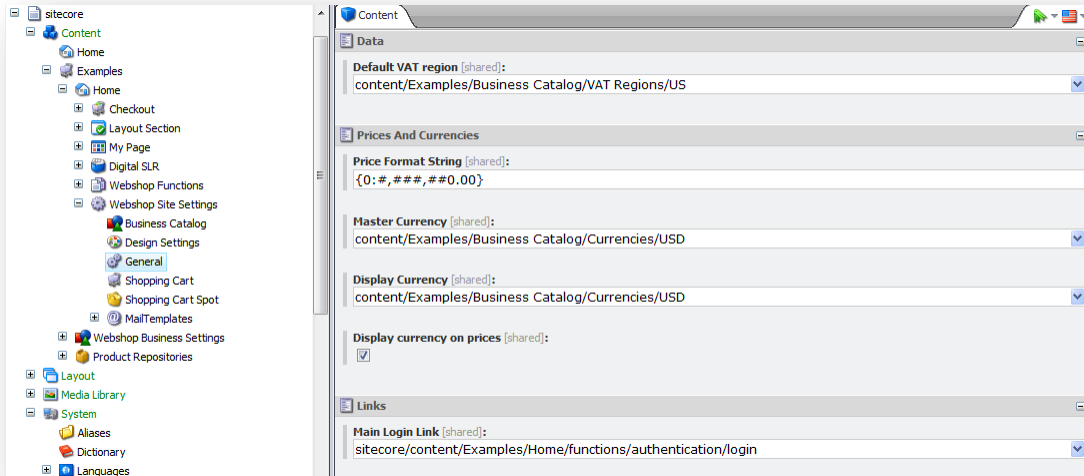 sitecore
Content
Home
Examples
Home
Checkout
Layout Section
My Page
Digital SLR
Webshop Functions
Webshop Site Settings
Business Catalog
Design Settings
General
Shopping Cart
Shopping Cart Spot
MailTemplates
Webshop Business Settings
Product Repositories
Layout
Media Library
System
Aliases
Dictionary
Languages
Content
Data
Default VAT region [shared]:
content/Examples/Business Catalog/VAT Regions/US
Prices And Currencies
Price Format String [shared]:
{0:#,###,##0.00}
Master Currency [shared]:
content/Examples/Business Catalog/Currencies/USD
Display Currency [shared]:
content/Examples/Business Catalog/Currencies/USD
Display currency on prices [shared]:
Links
Main Login Link [shared]:
sitecore/content/Examples/Home/functions/authentication/login